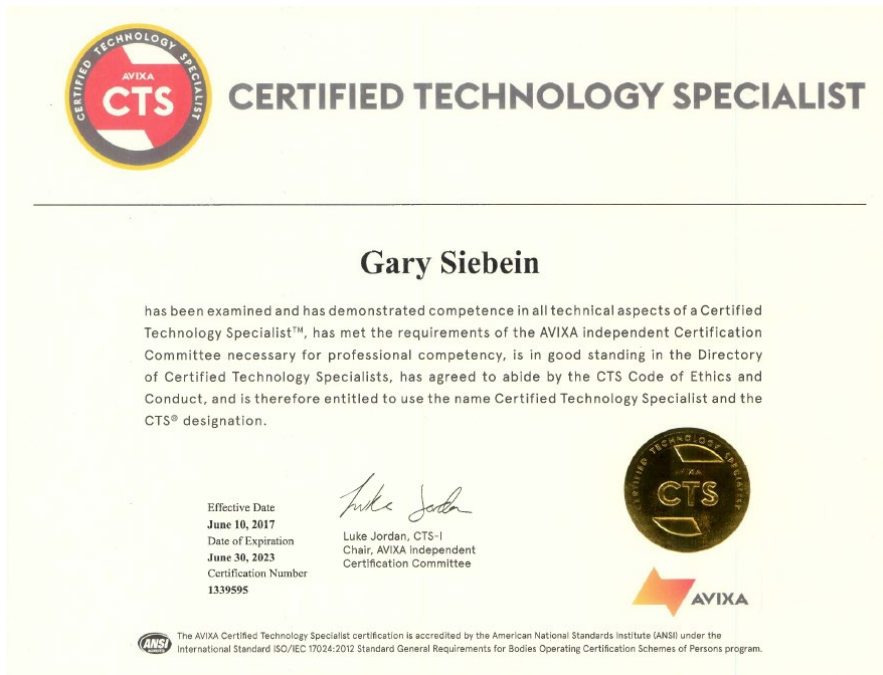 CERTIFIED TECHNOLOGY SPECIALIST
AVIXA
CTS
CERTIFIED TECHNOLOGY SPECIALIST
Gary Siebein
has been examined and has demonstrated competence in all technical aspects of a Certified
Technology Specialist™, has met the requirements of the AVIXA independent Certification
Committee necessary for professional competency, is in good standing in the Directory
of Certified Technology Specialists, has agreed to abide by the CTS Code of Ethics and
Conduct, and is therefore entitled to use the name Certified Technology Specialist and the
CTS® designation.
Effective Date
June 10, 2017
Date of Expiration
June 30, 2023
Certification Number
1339595
Luke Jordan
Luke Jordan, CTS-I
Chair, AVIXA Independent
Certification Committee
CERTIFIED TECHNOLOGY SPECIALIST
AVIXA
CTS
AVIXA
ANSI
The AVIXA Certified Technology Specialist certification is accredited by the American National Standards Institute (ANSI) under the
International Standard ISO/IEC 17024:2012 Standard General Requirements for Bodies Operating Certification Schemes of Persons program.